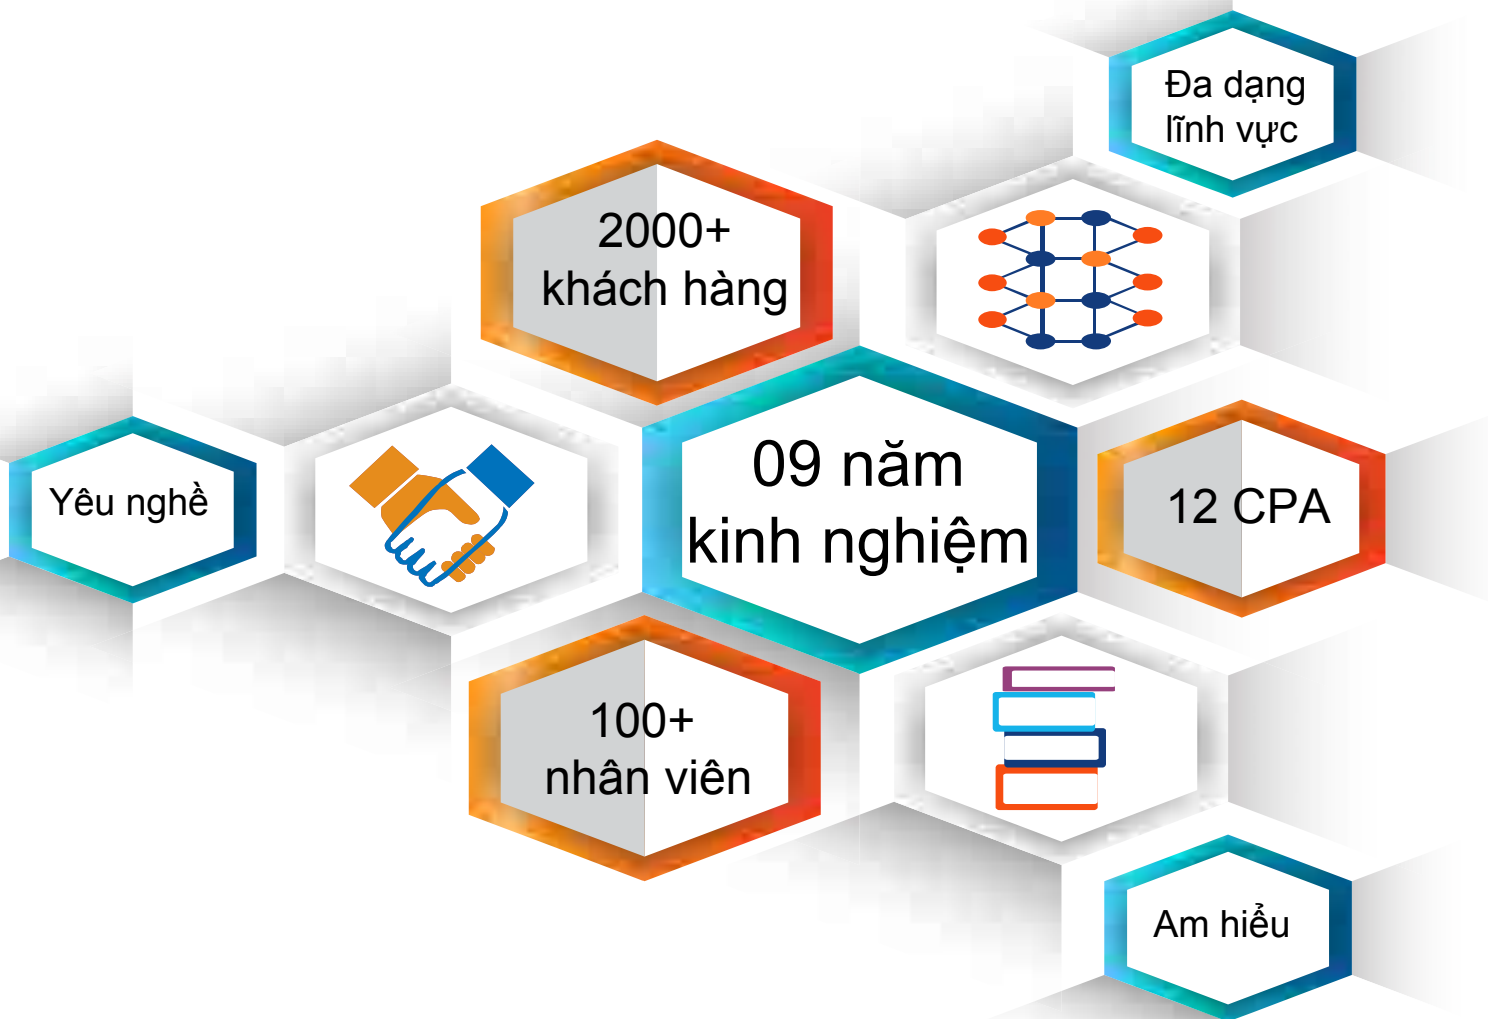 Đa dạng
lĩnh vực
2000+
khách hàng
09 năm
kinh nghiệm
12 CPA
Yêu nghề
100+
nhân viên
Am hiểu